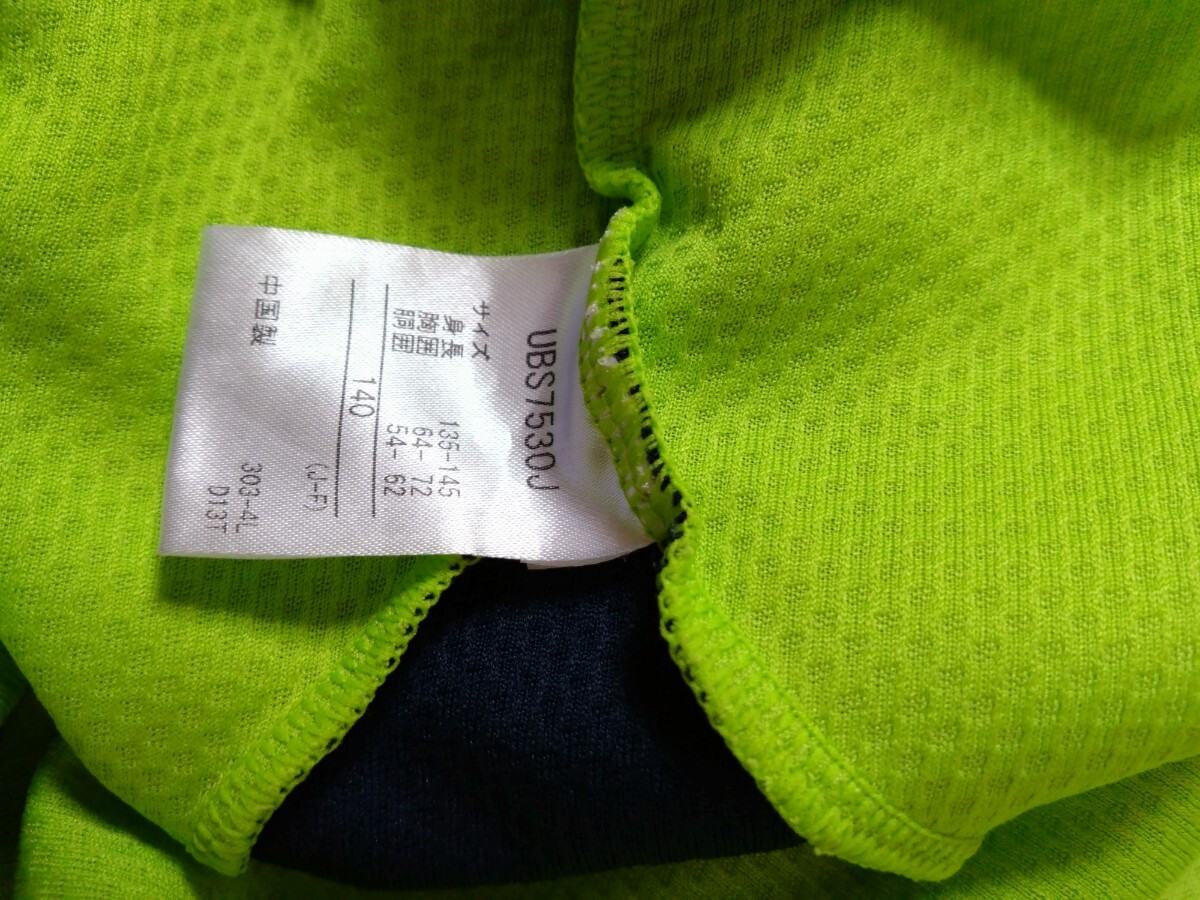 UBS7530J
サイズ
身長 135-145
胸囲 64- 72
胴囲 54- 62
140
(J-F)
中国製
303-4L
D13T